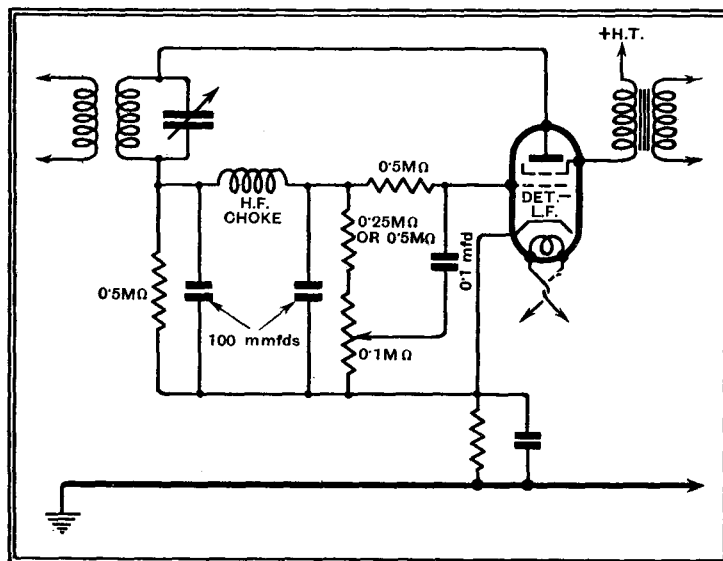 +H.T.
0·5MΩ
H.F.
CHOKE
0·25MΩ
OR 0·5MΩ
DET.–
L.F.
0·1 mfd
0·5MΩ
100 mmfds
0·1MΩ